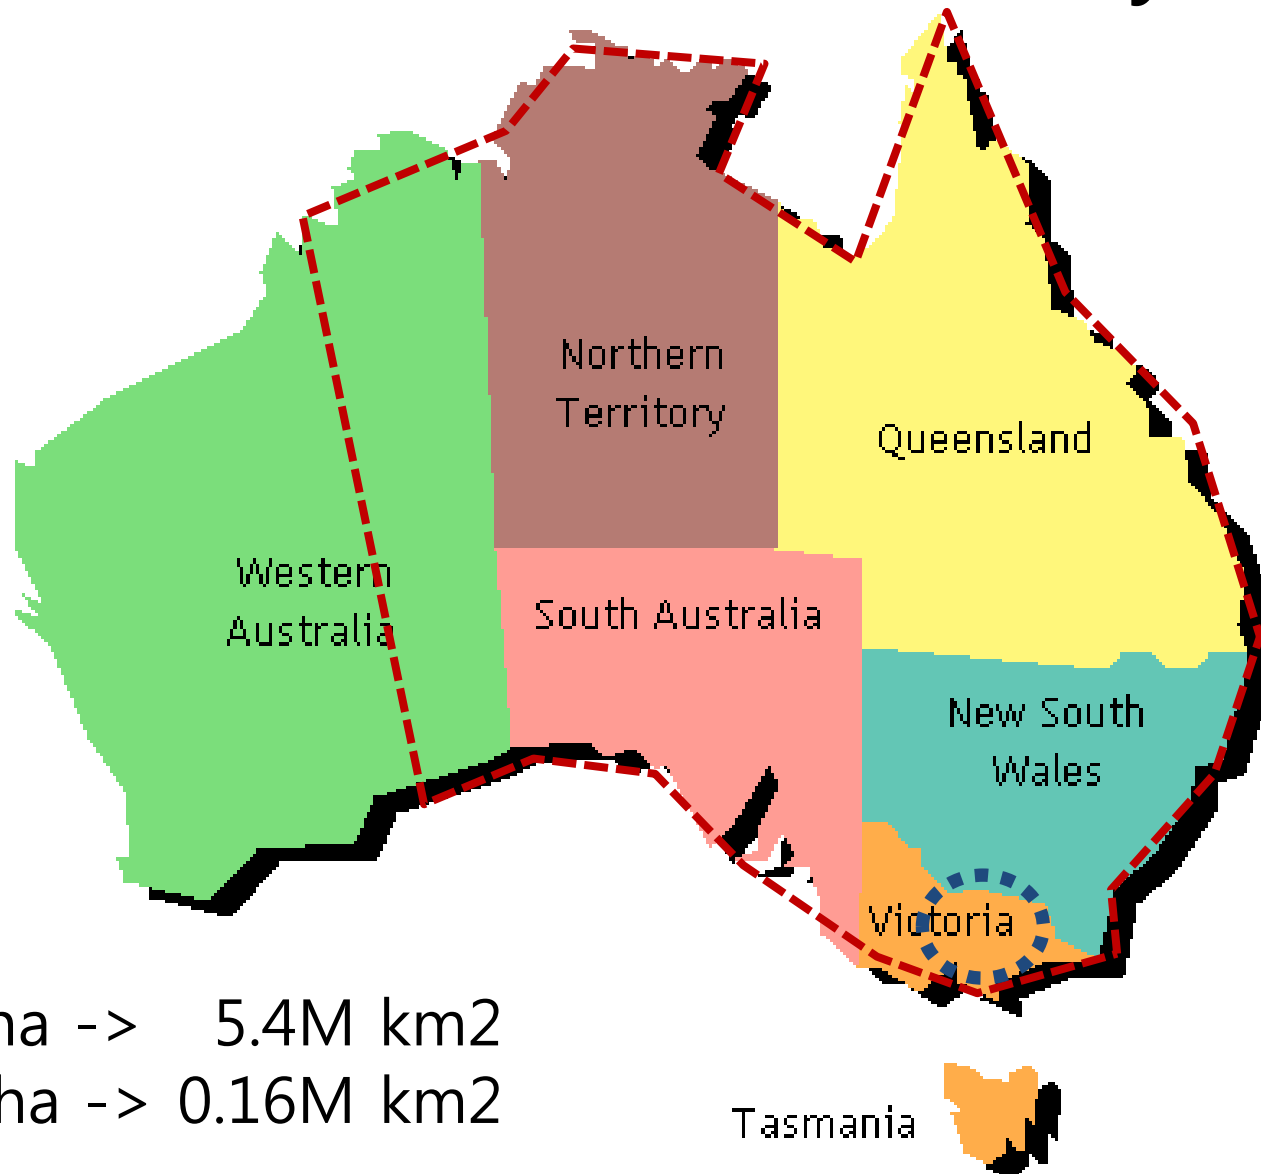 Northern
Territory
Queensland
Western
Australia
South Australia
New South
Wales
Victoria
ha -> 5.4M km2
ha -> 0.16M km2
Tasmania